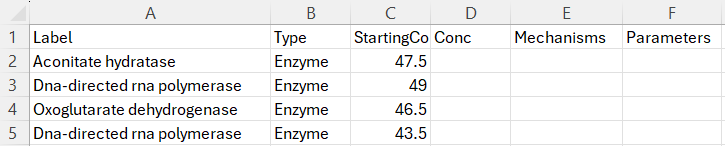 A B C D E F
1 Label Type StartingCo Conc Mechanisms Parameters
2 Aconitate hydratase Enzyme 47.5
3 Dna-directed rna polymerase Enzyme 49
4 Oxoglutarate dehydrogenase Enzyme 46.5
5 Dna-directed rna polymerase Enzyme 43.5